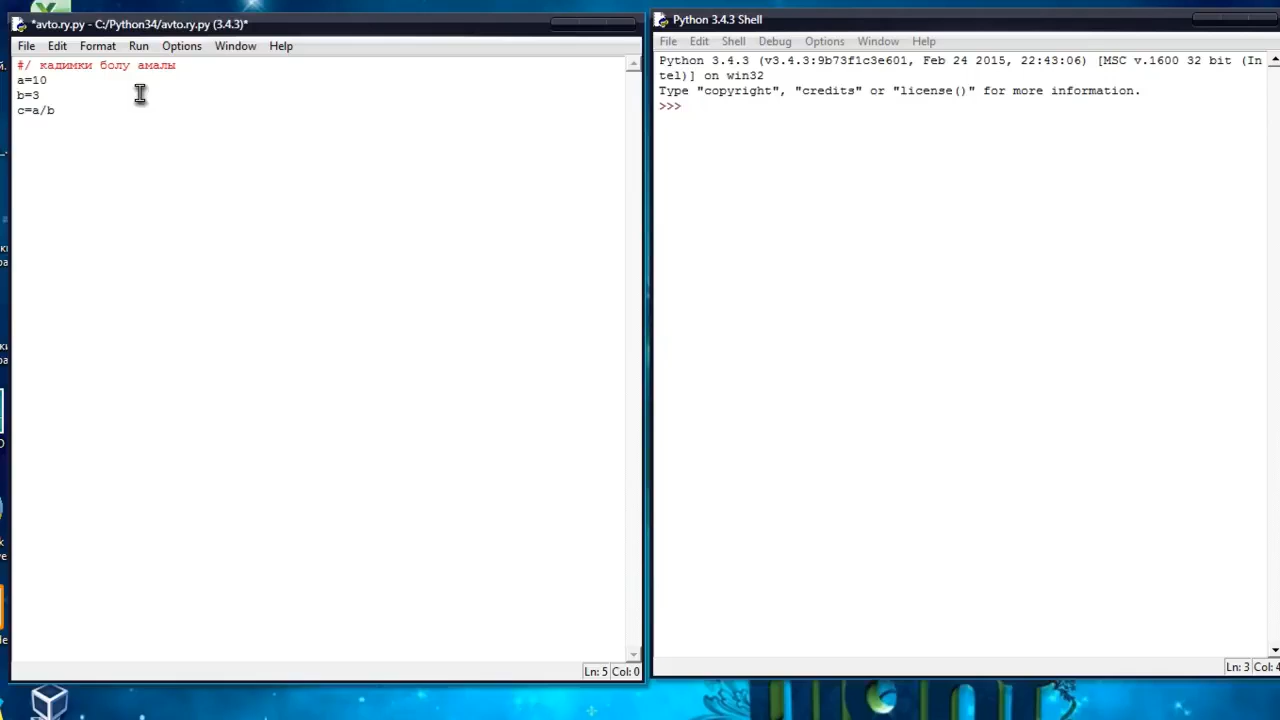 *avto.ry.py - C:/Python34/avto.ry.py (3.4.3)*
File Edit Format Run Options Window Help
#/ кадимки болу амалы
a=10
b=3
c=a/b
Ln: 5 Col: 0
Python 3.4.3 Shell
File Edit Shell Debug Options Window Help
Python 3.4.3 (v3.4.3:9b73f1c3e601, Feb 24 2015, 22:43:06) [MSC v.1600 32 bit (In
tel)] on win32
Type "copyright", "credits" or "license()" for more information.
>>>
Ln: 3 Col: 4